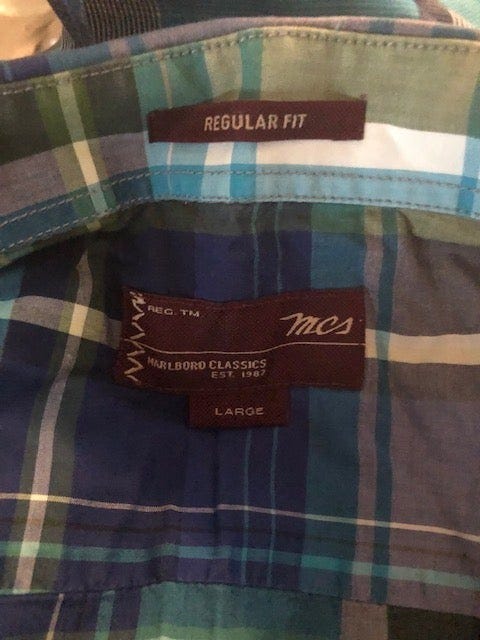 REGULAR FIT
REG. TM
mcs
MARLBORO CLASSICS
EST. 1987
LARGE